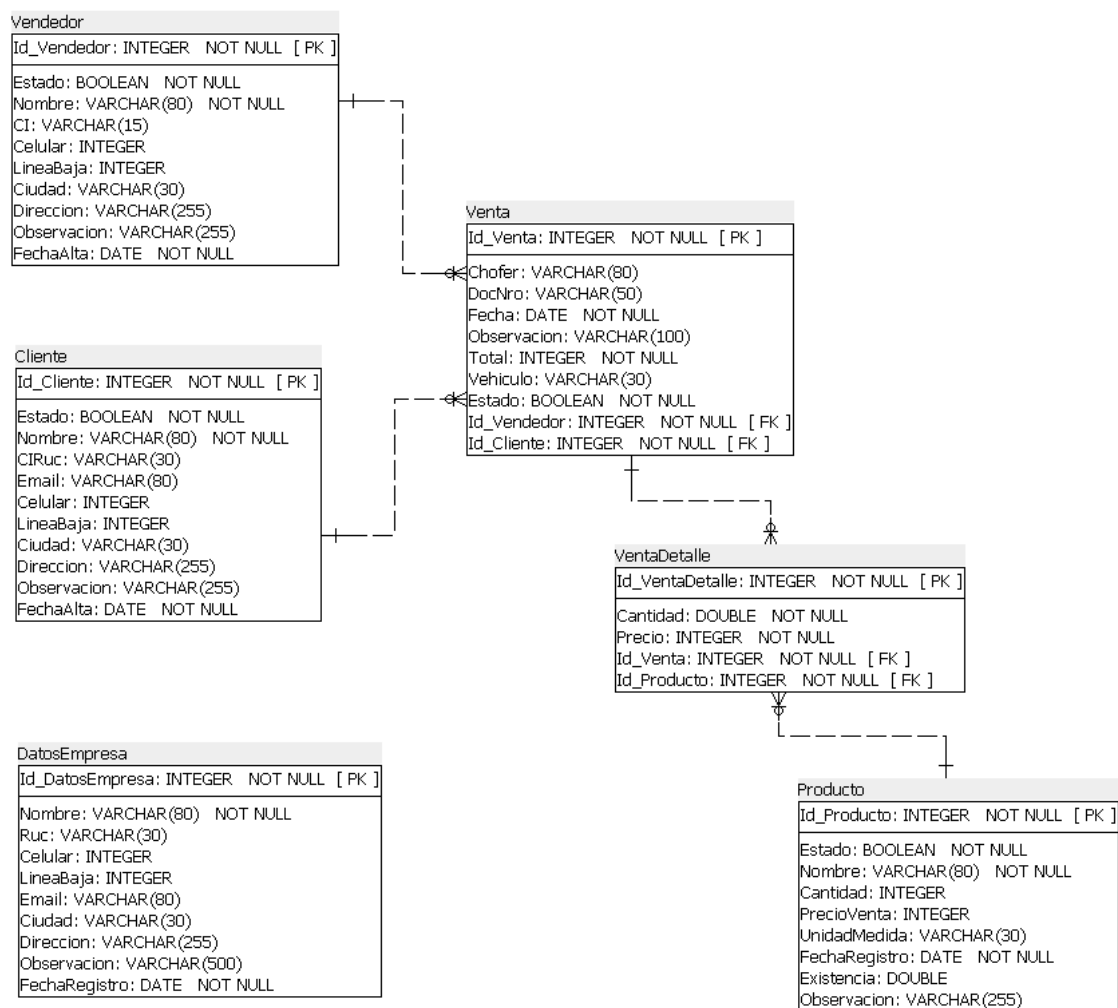 Vendedor
Id_Vendedor: INTEGER NOT NULL [ PK ]
Estado: BOOLEAN NOT NULL
Nombre: VARCHAR(80) NOT NULL
CI: VARCHAR(15)
Celular: INTEGER
LineaBaja: INTEGER
Ciudad: VARCHAR(30)
Direccion: VARCHAR(255)
Observacion: VARCHAR(255)
FechaAlta: DATE NOT NULL
Venta
Id_Venta: INTEGER NOT NULL [ PK ]
Chofer: VARCHAR(80)
DocNro: VARCHAR(50)
Fecha: DATE NOT NULL
Observacion: VARCHAR(100)
Total: INTEGER NOT NULL
Vehiculo: VARCHAR(30)
Estado: BOOLEAN NOT NULL
Id_Vendedor: INTEGER NOT NULL [ FK ]
Id_Cliente: INTEGER NOT NULL [ FK ]
Cliente
Id_Cliente: INTEGER NOT NULL [ PK ]
Estado: BOOLEAN NOT NULL
Nombre: VARCHAR(80) NOT NULL
CIRuc: VARCHAR(30)
Email: VARCHAR(80)
Celular: INTEGER
LineaBaja: INTEGER
Ciudad: VARCHAR(30)
Direccion: VARCHAR(255)
Observacion: VARCHAR(255)
FechaAlta: DATE NOT NULL
VentaDetalle
Id_VentaDetalle: INTEGER NOT NULL [ PK ]
Cantidad: DOUBLE NOT NULL
Precio: INTEGER NOT NULL
Id_Venta: INTEGER NOT NULL [ FK ]
Id_Producto: INTEGER NOT NULL [ FK ]
DatosEmpresa
Id_DatosEmpresa: INTEGER NOT NULL [ PK ]
Nombre: VARCHAR(80) NOT NULL
Ruc: VARCHAR(30)
Celular: INTEGER
LineaBaja: INTEGER
Email: VARCHAR(80)
Ciudad: VARCHAR(30)
Direccion: VARCHAR(255)
Observacion: VARCHAR(500)
FechaRegistro: DATE NOT NULL
Producto
Id_Producto: INTEGER NOT NULL [ PK ]
Estado: BOOLEAN NOT NULL
Nombre: VARCHAR(80) NOT NULL
Cantidad: INTEGER
PrecioVenta: INTEGER
UnidadMedida: VARCHAR(30)
FechaRegistro: DATE NOT NULL
Existencia: DOUBLE
Observacion: VARCHAR(255)